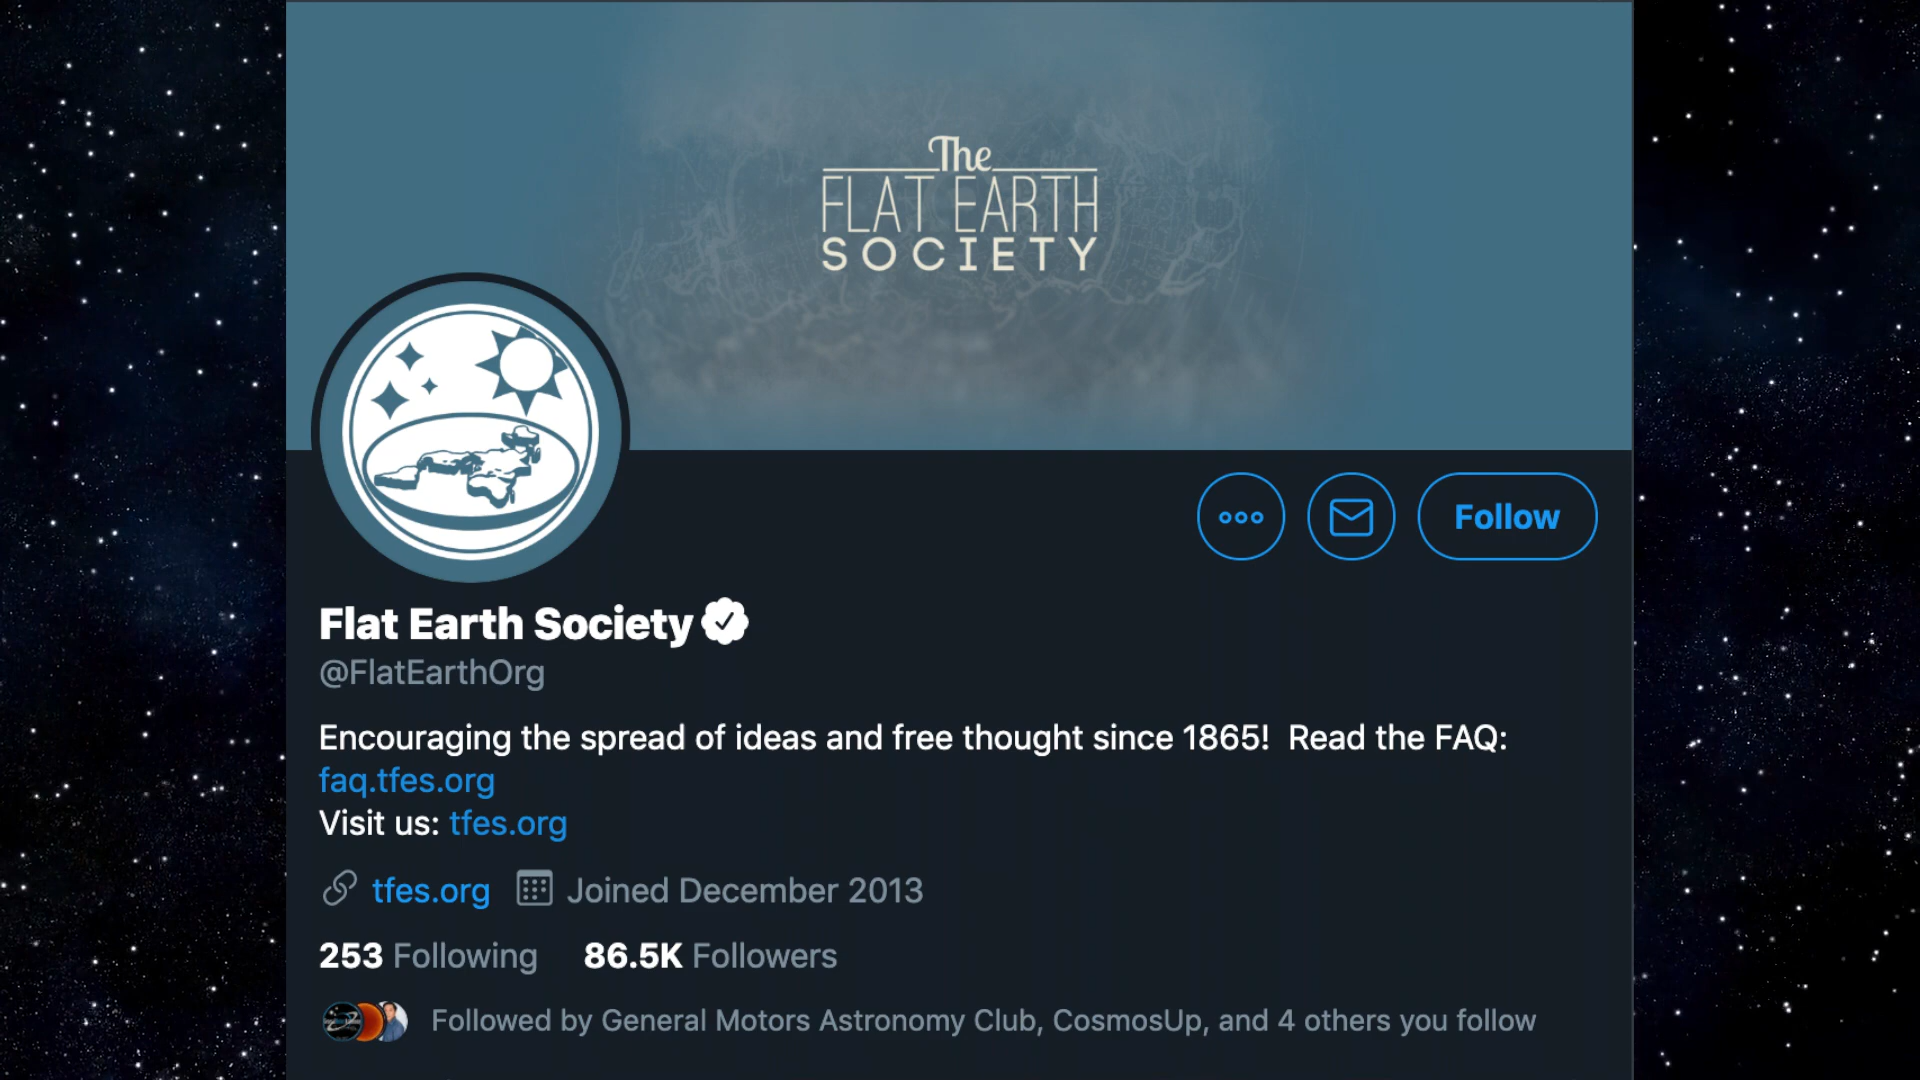 The
FLAT EARTH
SOCIETY
Follow
Flat Earth Society
@FlatEarthOrg
Encouraging the spread of ideas and free thought since 1865!  Read the FAQ:
faq.tfes.org
Visit us: tfes.org
tfes.org Joined December 2013
253 Following 86.5K Followers
Followed by General Motors Astronomy Club, CosmosUp, and 4 others you follow